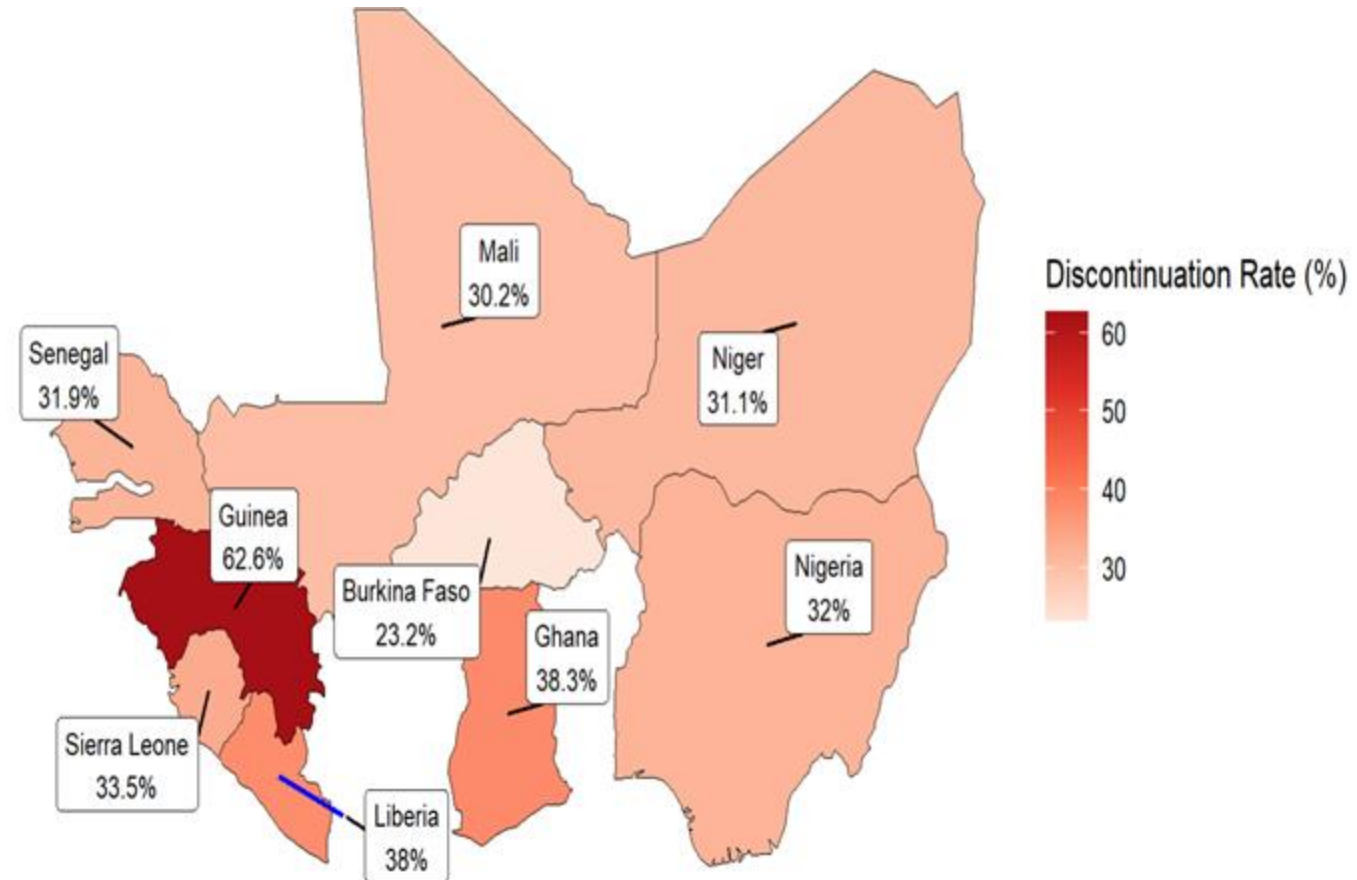 Mali
30.2%
Senegal
31.9%
Niger
31.1%
Guinea
62.6%
Burkina Faso
23.2%
Nigeria
32%
Ghana
38.3%
Sierra Leone
33.5%
Liberia
38%
Discontinuation Rate (%)
60
50
40
30